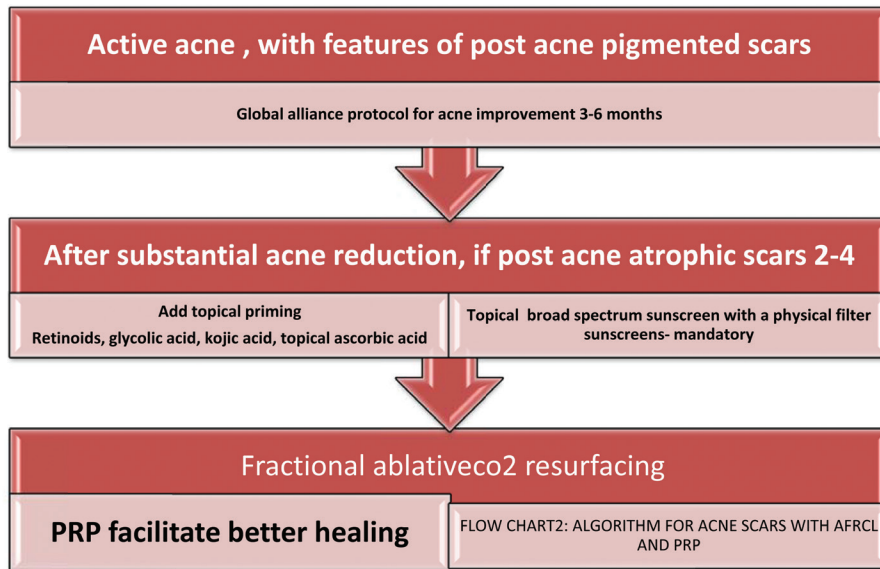 Active acne , with features of post acne pigmented scars
Global alliance protocol for acne improvement 3-6 months
After substantial acne reduction, if post acne atrophic scars 2-4
Add topical priming
Retinoids, glycolic acid, kojic acid, topical ascorbic acid
Topical broad spectrum sunscreen with a physical filter
sunscreens- mandatory
Fractional ablativeco2 resurfacing
PRP facilitate better healing
FLOW CHART2: ALGORITHM FOR ACNE SCARS WITH AFRCL
AND PRP